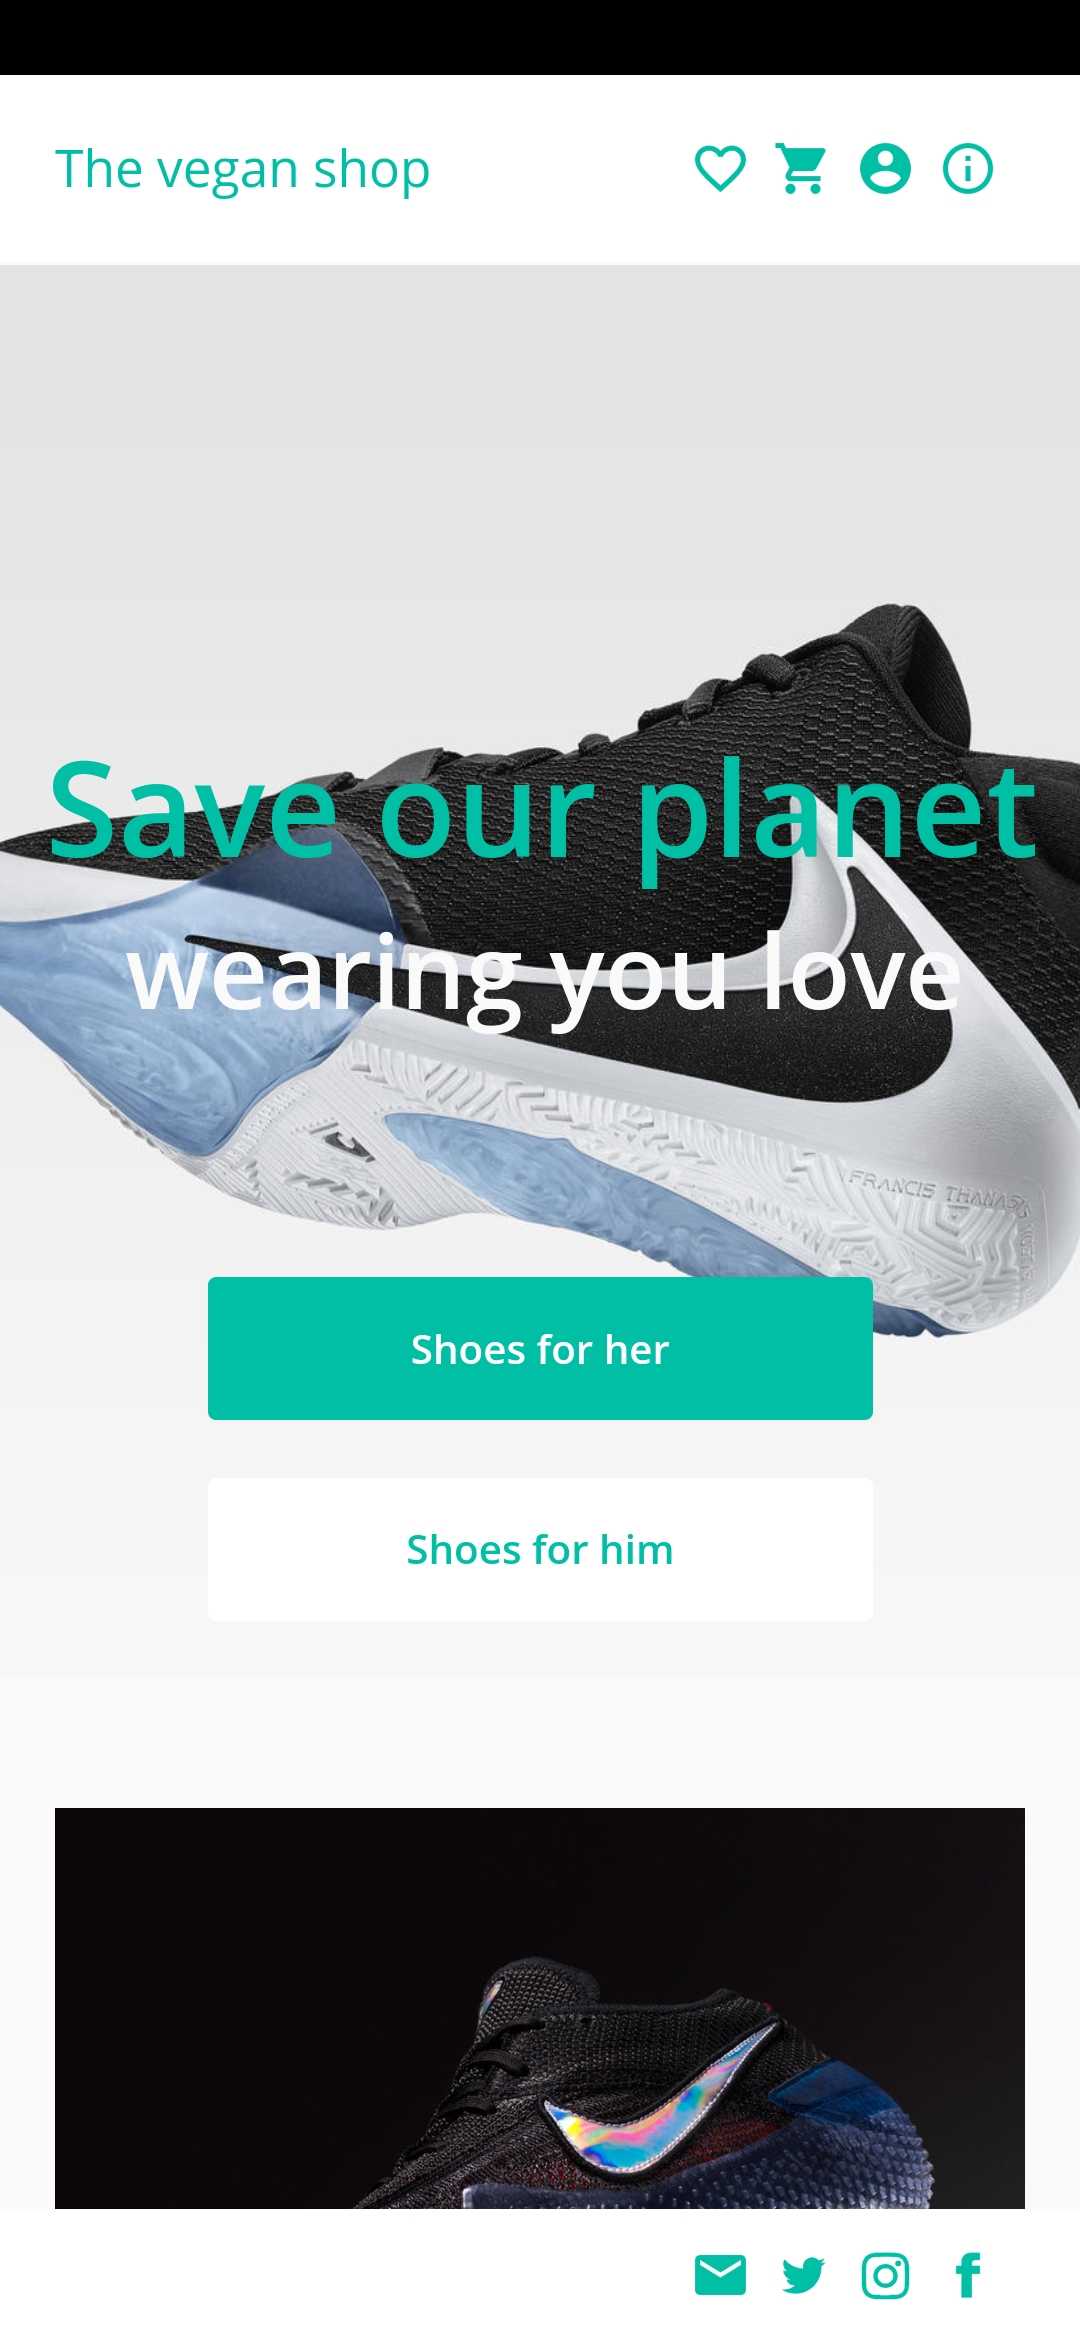 The vegan shop
Save our planet
wearing you love
FRANCIS THANASIS
Shoes for her
Shoes for him